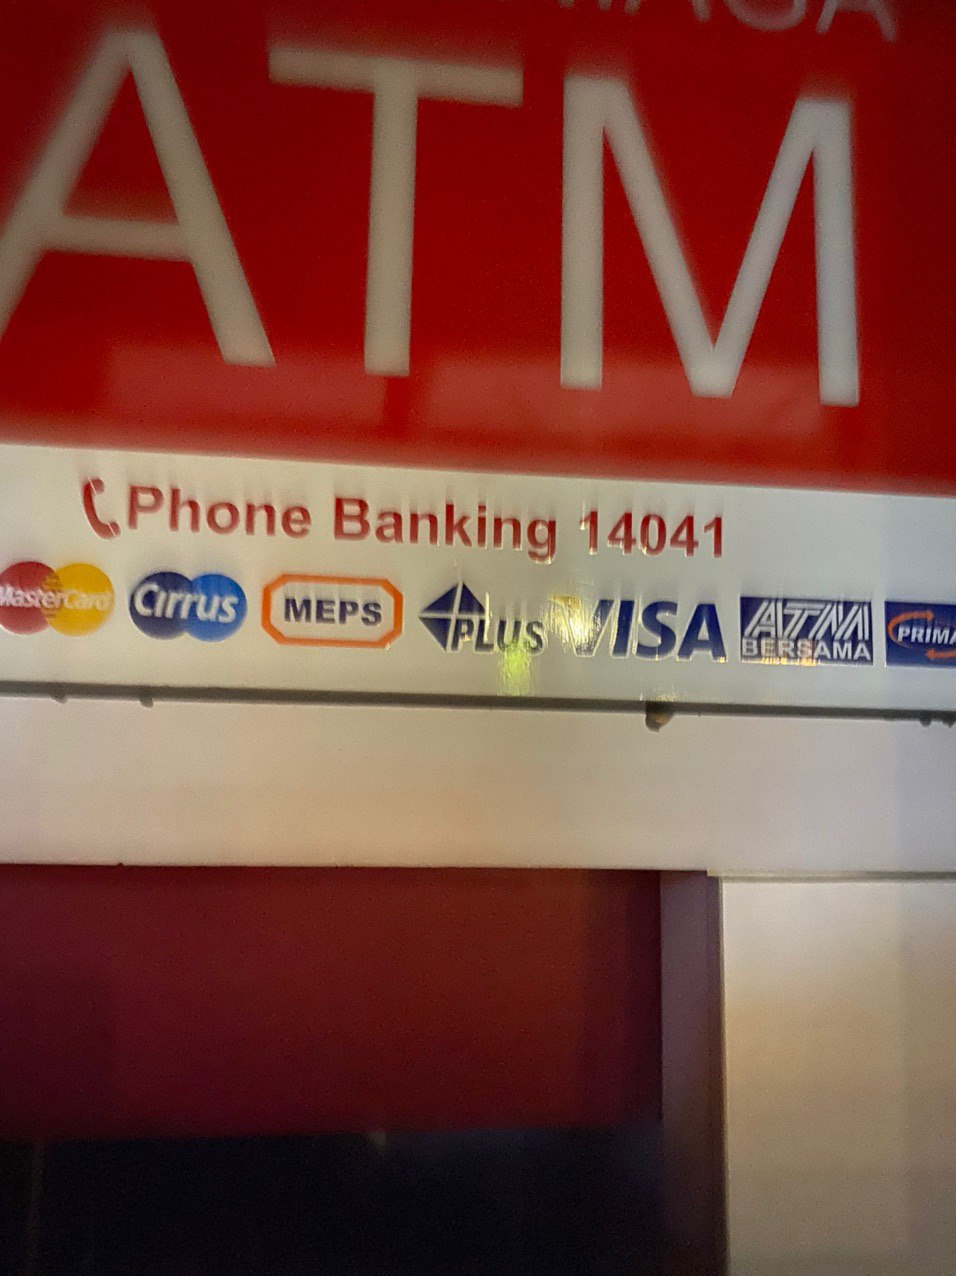 ATM
Phone Banking 14041
MasterCard Cirrus MEPS PLUS VISA ATM BERSAMA PRIMA